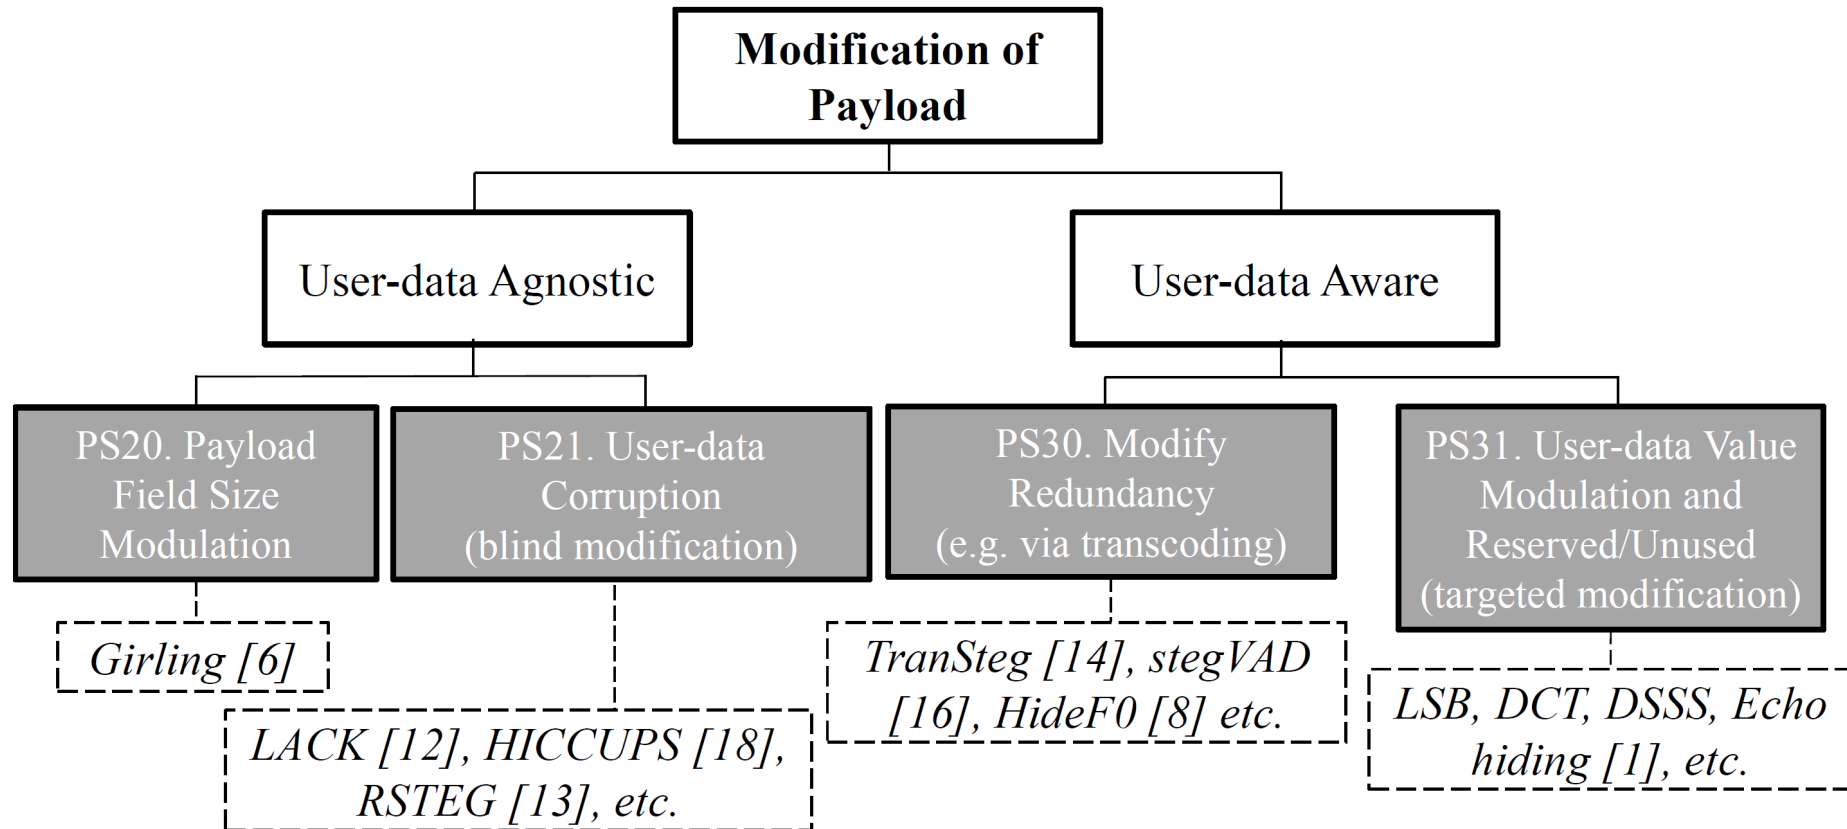 Modification of
Payload
User-data Agnostic
User-data Aware
PS20. Payload
Field Size
Modulation
PS21. User-data
Corruption
(blind modification)
PS30. Modify
Redundancy
(e.g. via transcoding)
PS31. User-data Value
Modulation and
Reserved/Unused
(targeted modification)
Girling [6]
LACK [12], HICCUPS [18],
RSTEG [13], etc.
TranSteg [14], stegVAD
[16], HideF0 [8] etc.
LSB, DCT, DSSS, Echo
hiding [1], etc.